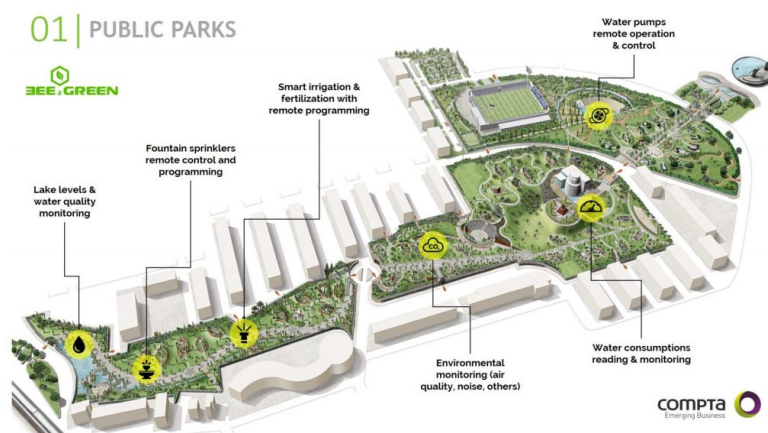 01 PUBLIC PARKS
BEE2GREEN
Water pumps
remote operation
& control
Smart irrigation &
fertilization with
remote programming
Fountain sprinklers
remote control and
programming
Lake levels &
water quality
monitoring
CO2
Environmental
monitoring (air
quality, noise, others)
Water consumptions
reading & monitoring
compta
Emerging Business